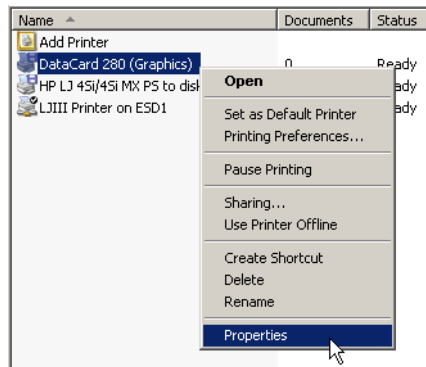 Name Documents Status
Add Printer
DataCard 280 (Graphics) 0 Ready
HP LJ 4Si/4Si MX PS to disk
LJIII Printer on ESD1
Open
Set as Default Printer
Printing Preferences...
Pause Printing
Sharing...
Use Printer Offline
Create Shortcut
Delete
Rename
Properties